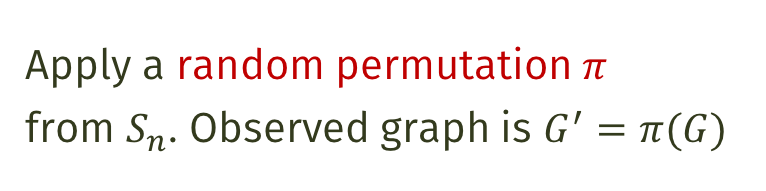 Apply a random permutation π
from Sₙ. Observed graph is G′ = π(G)